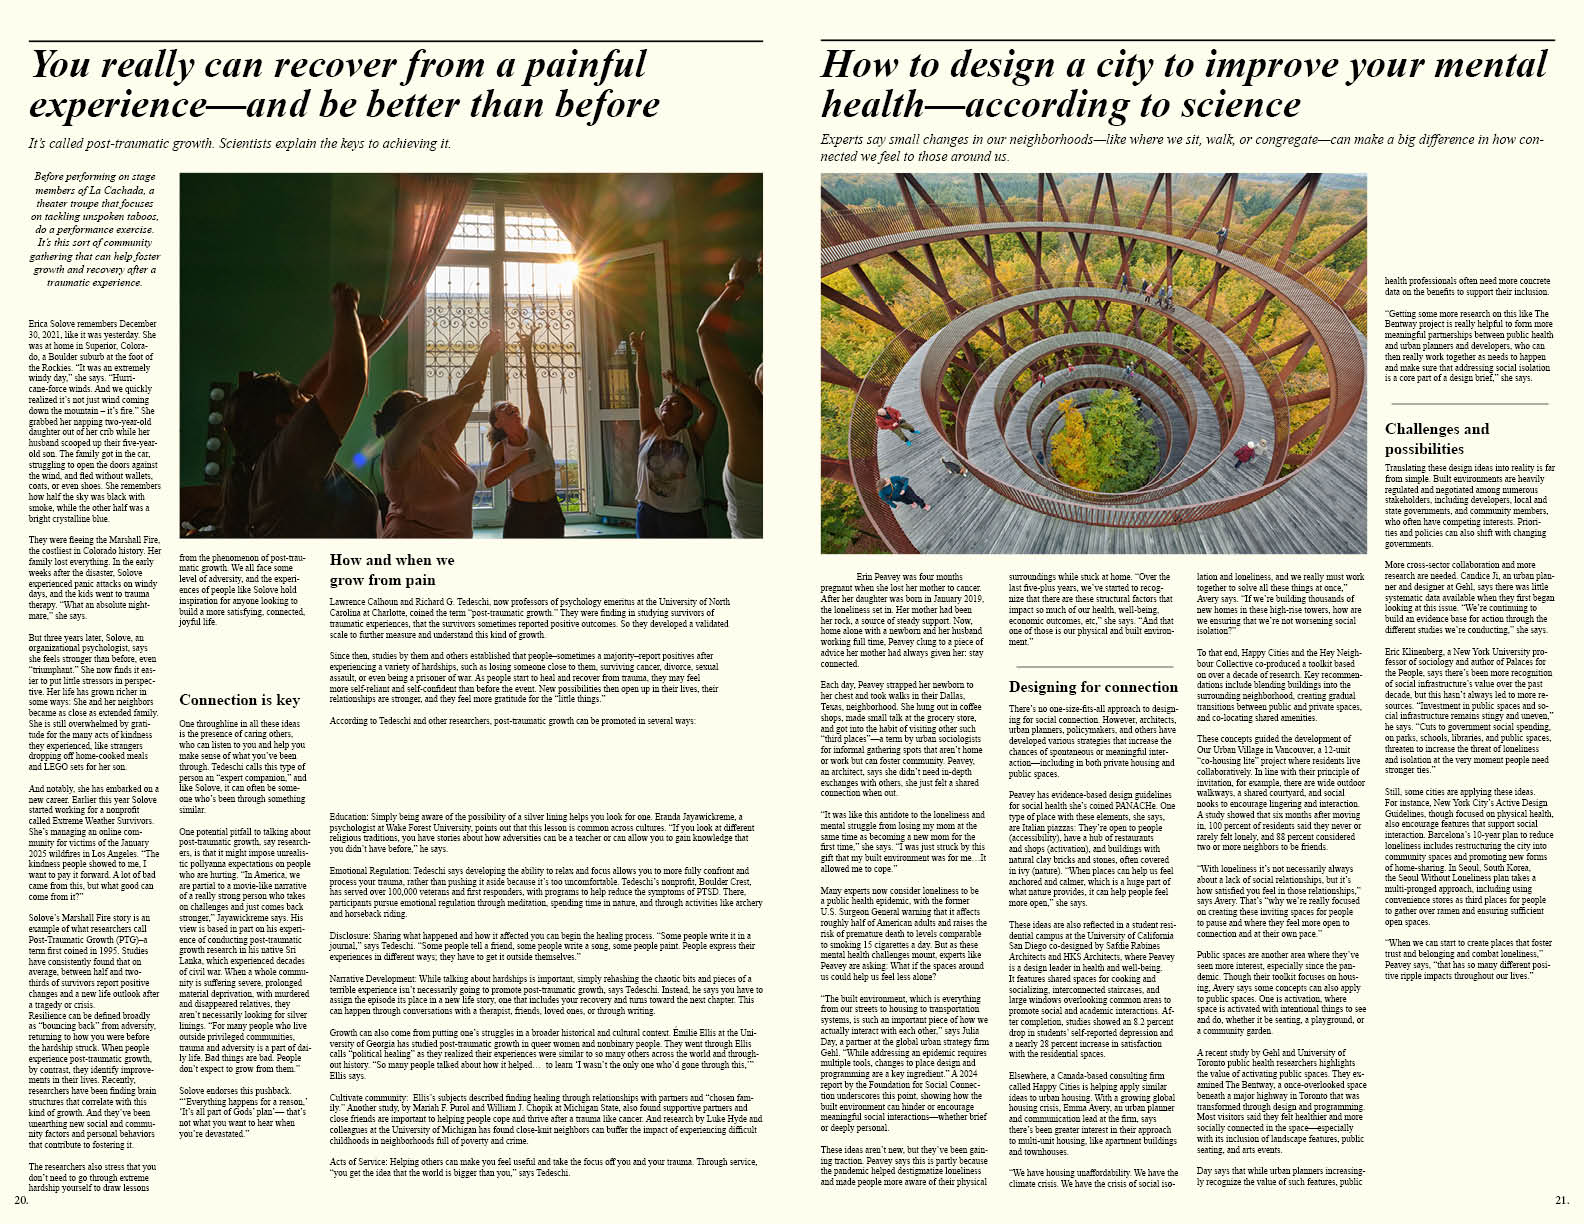 You really can recover from a painful
experience—and be better than before
It's called post-traumatic growth. Scientists explain the keys to achieving it.
Before performing on stage
members of La Cachada, a
theater troupe that focuses
on tackling unspoken taboos,
do a performance exercise.
It's this sort of community
gathering that can help foster
growth and recovery after a
traumatic experience.
Erica Solove remembers December
30, 2021, like it was yesterday. She
was at home in Superior, Colora-
do, a Boulder suburb at the foot of
the Rockies. "It was an extremely
windy day," she says. "Hurri-
cane-force winds. And we quickly
realized it's not just wind coming
down the mountain – it's fire." She
grabbed her napping two-year-old
daughter out of her crib while her
husband scooped up their five-year-
old son. The family got in the car,
struggling to open the doors against
the wind, and fled without wallets,
coats, or even shoes. She remembers
how half the sky was black with
smoke, while the other half was a
bright crystalline blue.
They were fleeing the Marshall Fire,
the costliest in Colorado history. Her
family lost everything. In the early
weeks after the disaster, Solove
experienced panic attacks on windy
days, and the kids went to trauma
therapy. "What an absolute night-
mare," she says.
But three years later, Solove, an
organizational psychologist, says
she feels stronger than before, even
"triumphant." She now finds it eas-
ier to put little stressors in perspec-
tive. Her life has grown richer in
some ways: She and her neighbors
became as close as extended family.
She is still overwhelmed by grati-
tude for the many acts of kindness
they experienced, like strangers
dropping off home-cooked meals
and LEGO sets for her son.
And notably, she has embarked on a
new career. Earlier this year Solove
started working for a nonprofit
called Extreme Weather Survivors.
She's managing an online com-
munity for victims of the January
2025 wildfires in Los Angeles. "The
kindness people showed to me, I
want to pay it forward. A lot of bad
came from this, but what good can
come from it?"
Solove's Marshall Fire story is an
example of what researchers call
Post-Traumatic Growth (PTG)–a
term first coined in 1995. Studies
have consistently found that on
average, between half and two-
thirds of survivors report positive
changes and a new life outlook after
a tragedy or crisis.
Resilience can be defined broadly
as "bouncing back" from adversity,
returning to how you were before
the hardship struck. When people
experience post-traumatic growth,
by contrast, they identify improve-
ments in their lives. Recently,
researchers have been finding brain
structures that correlate with this
kind of growth. And they've been
unearthing new social and commu-
nity factors and personal behaviors
that contribute to fostering it.
The researchers also stress that you
don't need to go through extreme
hardship yourself to draw lessons
from the phenomenon of post-trau-
matic growth. We all face some
level of adversity, and the experi-
ences of people like Solove hold
inspiration for anyone looking to
build a more satisfying, connected,
joyful life.
Connection is key
One throughline in all these ideas
is the presence of caring others,
who can listen to you and help you
make sense of what you've been
through. Tedeschi calls this type of
person an "expert companion," and
like Solove, it can often be some-
one who's been through something
similar.
One potential pitfall to talking about
post-traumatic growth, say research-
ers, is that it might impose unrealis-
tic pollyanna expectations on people
who are hurting. "In America, we
are partial to a movie-like narrative
of a really strong person who takes
on challenges and just comes back
stronger," Jayawickreme says. His
view is based in part on his experi-
ence of conducting post-traumatic
growth research in his native Sri
Lanka, which experienced decades
of civil war. When a whole commu-
nity is suffering severe, prolonged
material deprivation, with murdered
and disappeared relatives, they
aren't necessarily looking for silver
linings. "For many people who live
outside privileged communities,
trauma and adversity is a part of dai-
ly life. Bad things are bad. People
don't expect to grow from them."
Solove endorses this pushback.
"'Everything happens for a reason,'
'It's all part of Gods' plan'— that's
not what you want to hear when
you're devastated."
How and when we
grow from pain
Lawrence Calhoun and Richard G. Tedeschi, now professors of psychology emeritus at the University of North
Carolina at Charlotte, coined the term "post-traumatic growth." They were finding in studying survivors of
traumatic experiences, that the survivors sometimes reported positive outcomes. So they developed a validated
scale to further measure and understand this kind of growth.
Since then, studies by them and others established that people–sometimes a majority–report positives after
experiencing a variety of hardships, such as losing someone close to them, surviving cancer, divorce, sexual
assault, or even being a prisoner of war. As people start to heal and recover from trauma, they may feel
more self-reliant and self-confident than before the event. New possibilities then open up in their lives, their
relationships are stronger, and they feel more gratitude for the "little things."
According to Tedeschi and other researchers, post-traumatic growth can be promoted in several ways:
Education: Simply being aware of the possibility of a silver lining helps you look for one. Eranda Jayawickreme, a
psychologist at Wake Forest University, points out that this lesson is common across cultures. "If you look at different
religious traditions, you have stories about how adversities can be a teacher or can allow you to gain knowledge that
you didn't have before," he says.
Emotional Regulation: Tedeschi says developing the ability to relax and focus allows you to more fully confront and
process your trauma, rather than pushing it aside because it's too uncomfortable. Tedeschi's nonprofit, Boulder Crest,
has served over 100,000 veterans and first responders, with programs to help reduce the symptoms of PTSD. There,
participants pursue emotional regulation through meditation, spending time in nature, and through activities like archery
and horseback riding.
Disclosure: Sharing what happened and how it affected you can begin the healing process. "Some people write it in a
journal," says Tedeschi. "Some people tell a friend, some people write a song, some people paint. People express their
experiences in different ways; they have to get it outside themselves."
Narrative Development: While talking about hardships is important, simply rehashing the chaotic bits and pieces of a
terrible experience isn't necessarily going to promote post-traumatic growth, says Tedeschi. Instead, he says you have to
assign the episode its place in a new life story, one that includes your recovery and turns toward the next chapter. This
can happen through conversations with a therapist, friends, loved ones, or through writing.
Growth can also come from putting one's struggles in a broader historical and cultural context. Émilie Ellis at the Uni-
versity of Georgia has studied post-traumatic growth in queer women and nonbinary people. They went through Ellis
calls "political healing" as they realized their experiences were similar to so many others across the world and through-
out history. "So many people talked about how it helped… to learn 'I wasn't the only one who'd gone through this,'"
Ellis says.
Cultivate community: Ellis's subjects described finding healing through relationships with partners and "chosen fam-
ily." Another study, by Mariah F. Purol and William J. Chopik at Michigan State, also found supportive partners and
close friends are important to helping people cope and thrive after a trauma like cancer. And research by Luke Hyde and
colleagues at the University of Michigan has found close-knit neighbors can buffer the impact of experiencing difficult
childhoods in neighborhoods full of poverty and crime.
Acts of Service: Helping others can make you feel useful and take the focus off you and your trauma. Through service,
"you get the idea that the world is bigger than you," says Tedeschi.
20.
How to design a city to improve your mental
health—according to science
Experts say small changes in our neighborhoods—like where we sit, walk, or congregate—can make a big difference in how con-
nected we feel to those around us.
Erin Peavey was four months
pregnant when she lost her mother to cancer.
After her daughter was born in January 2019,
the loneliness set in. Her mother had been
her rock, a source of steady support. Now,
home alone with a newborn and her husband
working full time, Peavey clung to a piece of
advice her mother had always given her: stay
connected.
Each day, Peavey strapped her newborn to
her chest and took walks in their Dallas,
Texas, neighborhood. She hung out in coffee
shops, made small talk at the grocery store,
and got into the habit of visiting other such
"third places"—a term by urban sociologists
for informal gathering spots that aren't home
or work but can foster community. Peavey,
an architect, says she didn't need in-depth
exchanges with others, she just felt a shared
connection when out.
"It was like this antidote to the loneliness and
mental struggle from losing my mom at the
same time as becoming a new mom for the
first time," she says. "I was just struck by this
gift that my built environment was for me…It
allowed me to cope."
Many experts now consider loneliness to be
a public health epidemic, with the former
U.S. Surgeon General warning that it affects
roughly half of American adults and raises the
risk of premature death to levels comparable
to smoking 15 cigarettes a day. But as these
mental health challenges mount, experts like
Peavey are asking: What if the spaces around
us could help us feel less alone?
"The built environment, which is everything
from our streets to housing to transportation
systems, is such an important piece of how we
actually interact with each other," says Julia
Day, a partner at the global urban strategy firm
Gehl. "While addressing an epidemic requires
multiple tools, changes to place design and
programming are a key ingredient." A 2024
report by the Foundation for Social Connec-
tion underscores this point, showing how the
built environment can hinder or encourage
meaningful social interactions—whether brief
or deeply personal.
These ideas aren't new, but they've been gain-
ing traction. Peavey says this is partly because
the pandemic helped destigmatize loneliness
and made people more aware of their physical
surroundings while stuck at home. "Over the
last five-plus years, we've started to recog-
nize that there are these structural factors that
impact so much of our health, well-being,
economic outcomes, etc," she says. "And that
one of those is our physical and built environ-
ment."
Designing for connection
There's no one-size-fits-all approach to design-
ing for social connection. However, architects,
urban planners, policymakers, and others have
developed various strategies that increase the
chances of spontaneous or meaningful inter-
action—including in both private housing and
public spaces.
Peavey has evidence-based design guidelines
for social health she's coined PANACHe. One
type of place with these elements, she says,
are Italian piazzas: They're open to people
(accessibility), have a hub of restaurants
and shops (activation), and buildings with
natural clay bricks and stones, often covered
in ivy (nature). "When places can help us feel
anchored and calmer, which is a huge part of
what nature provides, it can help people feel
more open," she says.
These ideas are also reflected in a student resi-
dential campus at the University of California
San Diego co-designed by Safdie Rabines
Architects and HKS Architects, where Peavey
is a design leader in health and well-being.
It features shared spaces for cooking and
socializing, interconnected staircases, and
large windows overlooking common areas to
promote social and academic interactions. Af-
ter completion, studies showed an 8.2 percent
drop in students' self-reported depression and
a nearly 28 percent increase in satisfaction
with the residential spaces.
Elsewhere, a Canada-based consulting firm
called Happy Cities is helping apply similar
ideas to urban housing. With a growing global
housing crisis, Emma Avery, an urban planner
and communication lead at the firm, says
there's been greater interest in their approach
to multi-unit housing, like apartment buildings
and townhouses.
"We have housing unaffordability. We have the
climate crisis. We have the crisis of social iso-
lation and loneliness, and we really must work
together to solve all these things at once,"
Avery says. "If we're building thousands of
new homes in these high-rise towers, how are
we ensuring that we're not worsening social
isolation?"
To that end, Happy Cities and the Hey Neigh-
bour Collective co-produced a toolkit based
on over a decade of research. Key recommen-
dations include blending buildings into the
surrounding neighborhood, creating gradual
transitions between public and private spaces,
and co-locating shared amenities.
These concepts guided the development of
Our Urban Village in Vancouver, a 12-unit
"co-housing lite" project where residents live
collaboratively. In line with their principle of
invitation, for example, there are wide outdoor
walkways, a shared courtyard, and social
nooks to encourage lingering and interaction.
A study showed that six months after moving
in, 100 percent of residents said they never or
rarely felt lonely, and 88 percent considered
two or more neighbors to be friends.
"With loneliness it's not necessarily always
about a lack of social relationships, but it's
how satisfied you feel in those relationships,"
says Avery. That's "why we're really focused
on creating these inviting spaces for people
to pause and where they feel more open to
connection and at their own pace."
Public spaces are another area where they've
seen more interest, especially since the pan-
demic. Though their toolkit focuses on hous-
ing, Avery says some concepts can also apply
to public spaces. One is activation, where
space is activated with intentional things to see
and do, whether it be seating, a playground, or
a community garden.
A recent study by Gehl and University of
Toronto public health researchers highlights
the value of activating public spaces. They ex-
amined The Bentway, a once-overlooked space
beneath a major highway in Toronto that was
transformed through design and programming.
Most visitors said they felt healthier and more
socially connected in the space—especially
with its inclusion of landscape features, public
seating, and arts events.
Day says that while urban planners increasing-
ly recognize the value of such features, public
health professionals often need more concrete
data on the benefits to support their inclusion.
"Getting some more research on this like The
Bentway project is really helpful to form more
meaningful partnerships between public health
and urban planners and developers, who can
then really work together as needs to happen
and make sure that addressing social isolation
is a core part of a design brief," she says.
Challenges and
possibilities
Translating these design ideas into reality is far
from simple. Built environments are heavily
regulated and negotiated among numerous
stakeholders, including developers, local and
state governments, and community members,
who often have competing interests. Priori-
ties and policies can also shift with changing
governments.
More cross-sector collaboration and more
research are needed. Candice Ji, an urban plan-
ner and designer at Gehl, says there was little
systematic data available when they first began
looking at this issue. "We're continuing to
build an evidence base for action through the
different studies we're conducting," she says.
Eric Klinenberg, a New York University pro-
fessor of sociology and author of Palaces for
the People, says there's been more recognition
of social infrastructure's value over the past
decade, but this hasn't always led to more re-
sources. "Investment in public spaces and so-
cial infrastructure remains stingy and uneven,"
he says. "Cuts to government social spending,
on parks, schools, libraries, and public spaces,
threaten to increase the threat of loneliness
and isolation at the very moment people need
stronger ties."
Still, some cities are applying these ideas.
For instance, New York City's Active Design
Guidelines, though focused on physical health,
also encourage features that support social
interaction. Barcelona's 10-year plan to reduce
loneliness includes restructuring the city into
community spaces and promoting new forms
of home-sharing. In Seoul, South Korea,
the Seoul Without Loneliness plan takes a
multi-pronged approach, including using
convenience stores as third places for people
to gather over ramen and ensuring sufficient
open spaces.
"When we can start to create places that foster
trust and belonging and combat loneliness,"
Peavey says, "that has so many different posi-
tive ripple impacts throughout our lives."
21.